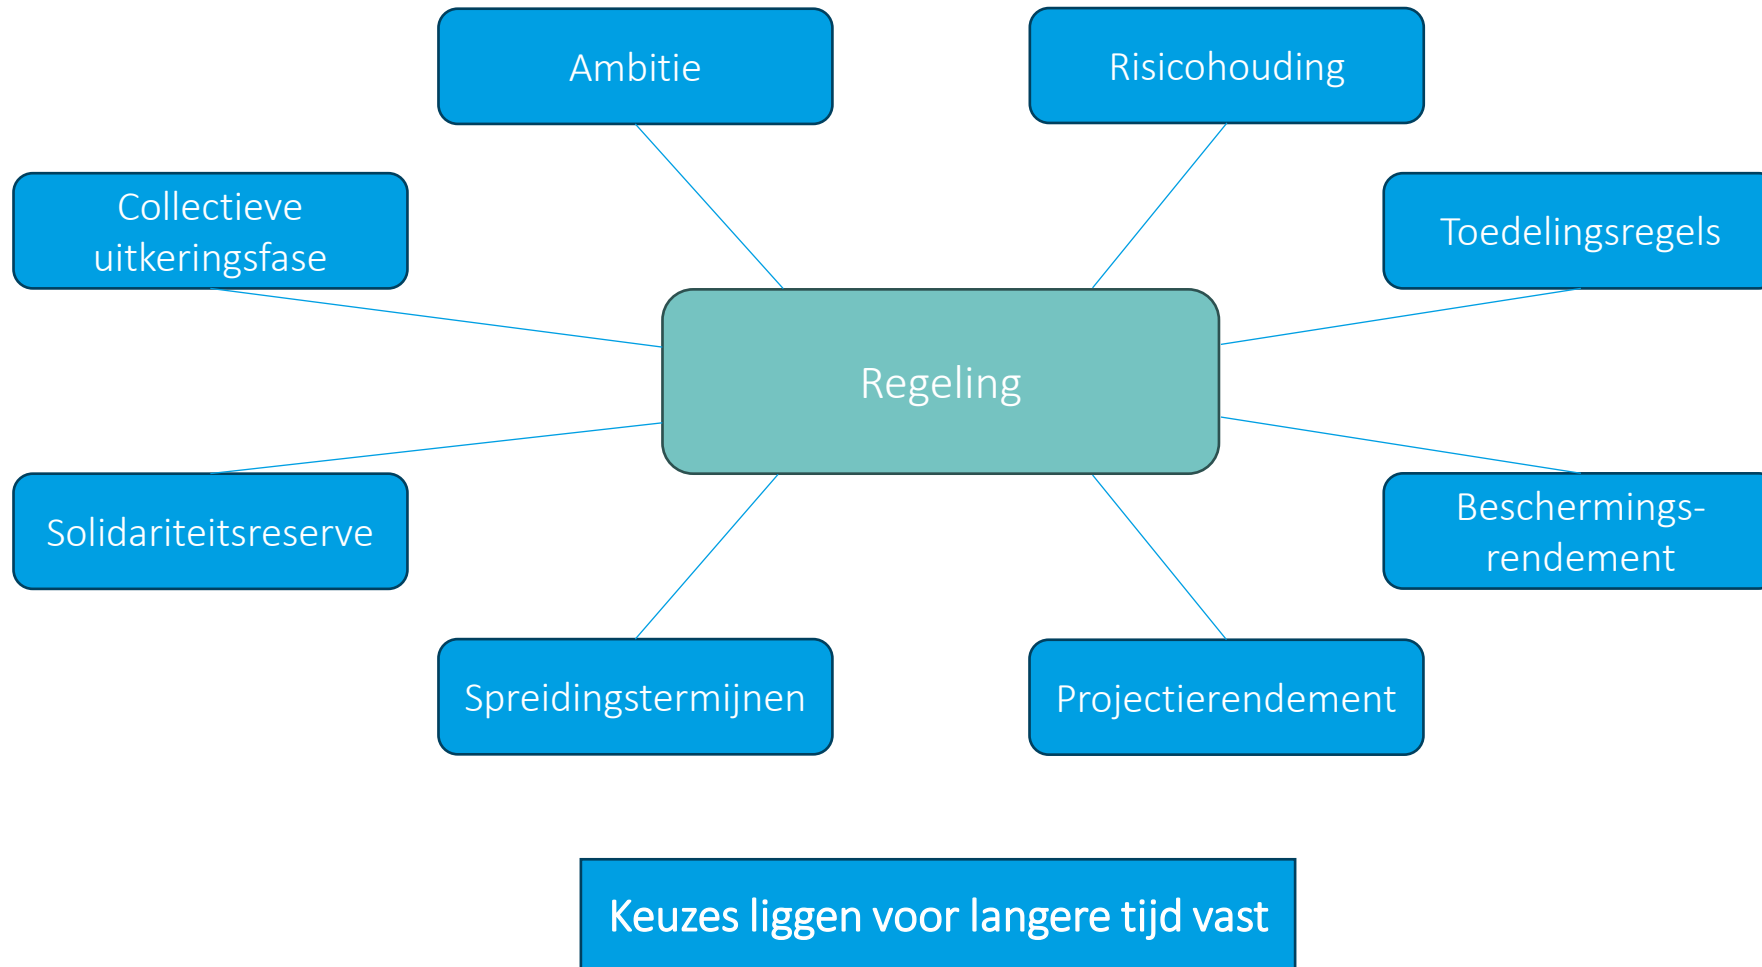 Ambitie
Risicohouding
Collectieve
uitkeringsfase
Toedelingsregels
Regeling
Solidariteitsreserve
Beschermings-
rendement
Spreidingstermijnen
Projectierendement
Keuzes liggen voor langere tijd vast